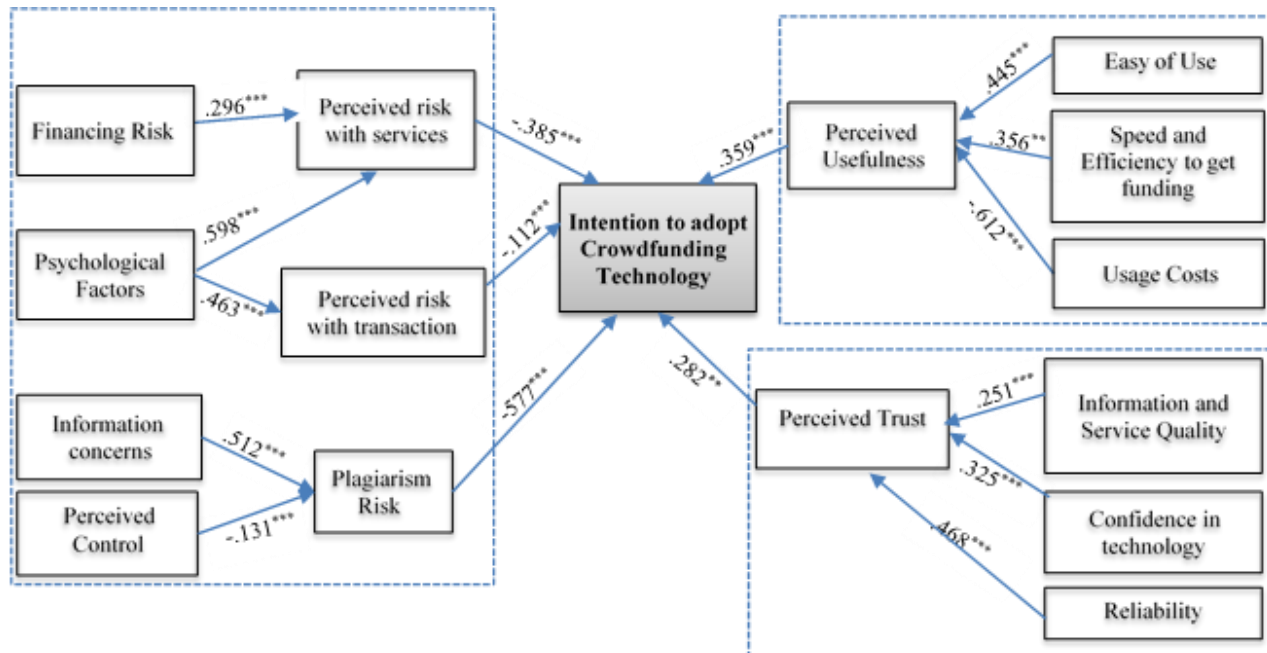 Financing Risk
.296***
Perceived risk
with services
-.385***
Psychological
Factors
.598***
.463***
Perceived risk
with transaction
-.112***
Information
concerns
.512***
Perceived
Control
-.131***
Plagiarism
Risk
-577***
Intention to adopt
Crowdfunding
Technology
.359***
Perceived
Usefulness
.445***
Easy of Use
.356**
Speed and
Efficiency to get
funding
-.612***
Usage Costs
.282**
Perceived Trust
.251***
Information and
Service Quality
.325***
Confidence in
technology
.468***
Reliability